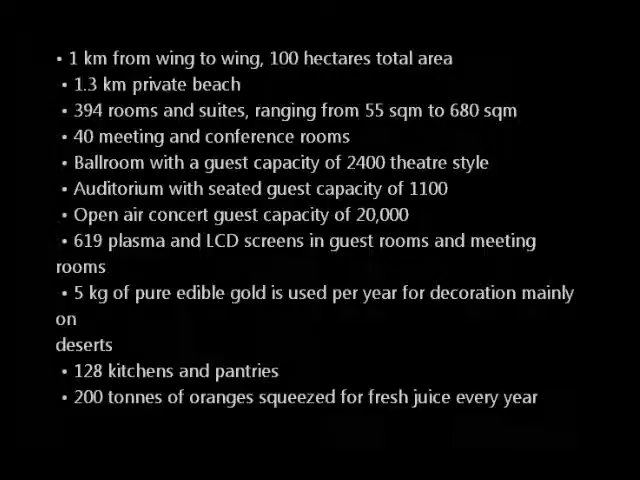 • 1 km from wing to wing, 100 hectares total area
• 1.3 km private beach
• 394 rooms and suites, ranging from 55 sqm to 680 sqm
• 40 meeting and conference rooms
• Ballroom with a guest capacity of 2400 theatre style
• Auditorium with seated guest capacity of 1100
• Open air concert guest capacity of 20,000
• 619 plasma and LCD screens in guest rooms and meeting
rooms
• 5 kg of pure edible gold is used per year for decoration mainly
on
deserts
• 128 kitchens and pantries
• 200 tonnes of oranges squeezed for fresh juice every year